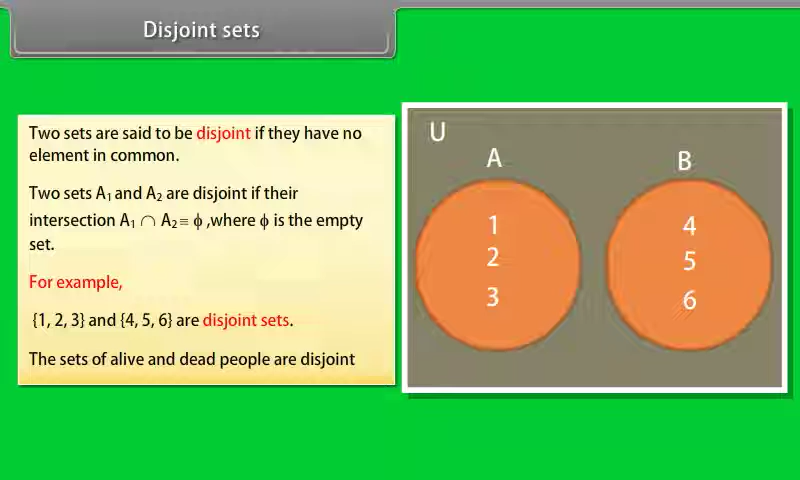 Disjoint sets
Two sets are said to be disjoint if they have no
element in common.
Two sets A₁ and A₂ are disjoint if their
intersection A₁ ∩ A₂ ≡ ϕ ,where ϕ is the empty
set.
For example,
{1, 2, 3} and {4, 5, 6} are disjoint sets.
The sets of alive and dead people are disjoint
U
A
1
2
3
B
4
5
6